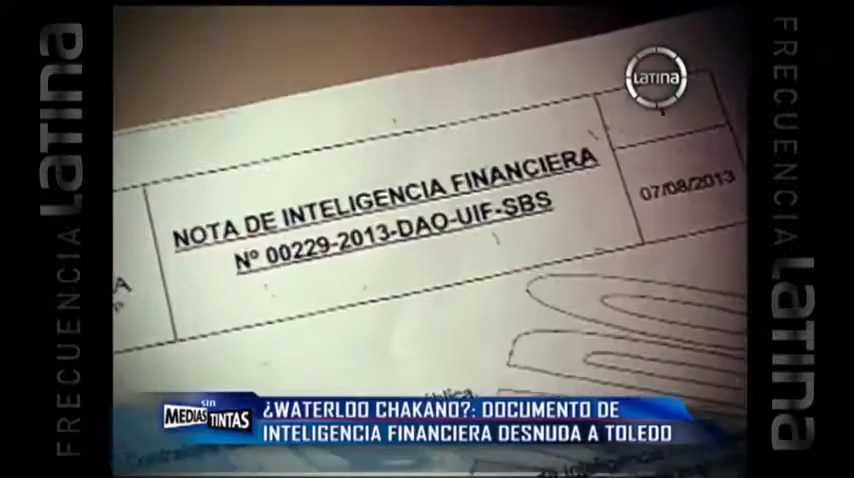 FRECUENCIA LATINA
LATINA
NOTA DE INTELIGENCIA FINANCIERA
Nº 00229-2013-DAO-UIF-SBS
07/08/2013
sin
MEDIAS TINTAS
¿WATERLOO CHAKANO?: DOCUMENTO DE
INTELIGENCIA FINANCIERA DESNUDA A TOLEDO
FRECUENCIA LATINA